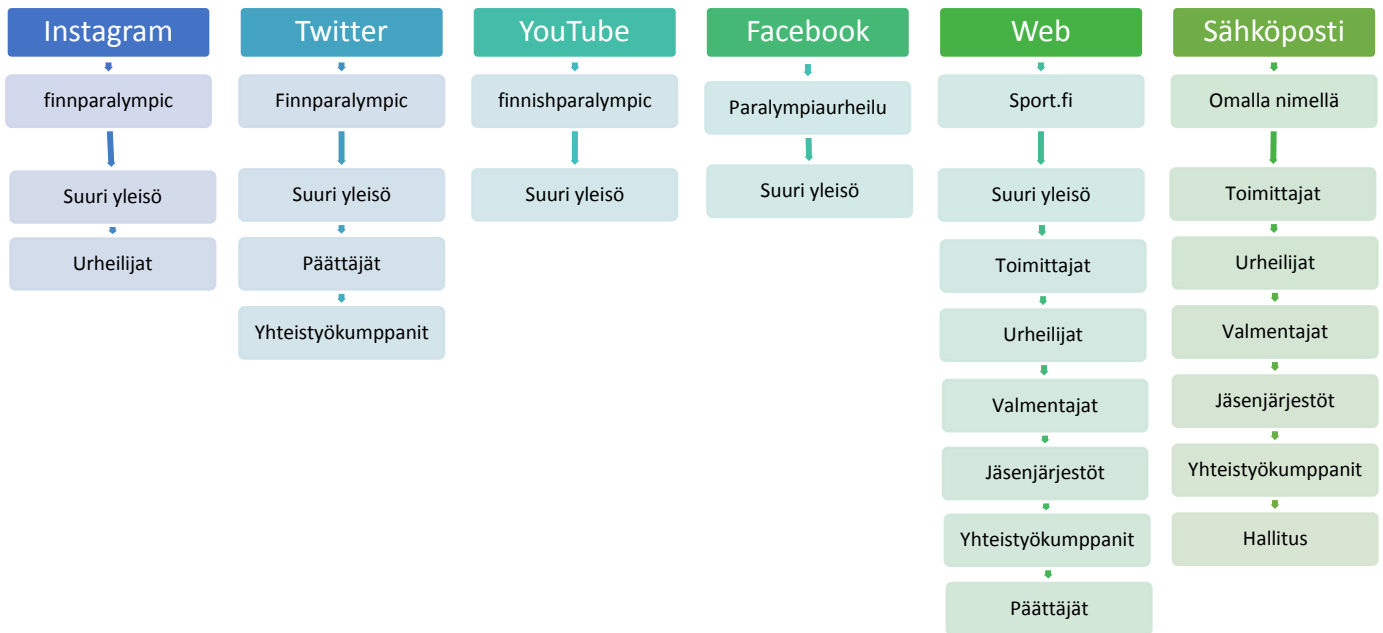 Instagram
finnparalympic
Suuri yleisö
Urheilijat
Twitter
Finnparalympic
Suuri yleisö
Päättäjät
Yhteistyökumppanit
YouTube
finnishparalympic
Suuri yleisö
Facebook
Paralympiaurheilu
Suuri yleisö
Web
Sport.fi
Suuri yleisö
Toimittajat
Urheilijat
Valmentajat
Jäsenjärjestöt
Yhteistyökumppanit
Päättäjät
Sähköposti
Omalla nimellä
Toimittajat
Urheilijat
Valmentajat
Jäsenjärjestöt
Yhteistyökumppanit
Hallitus